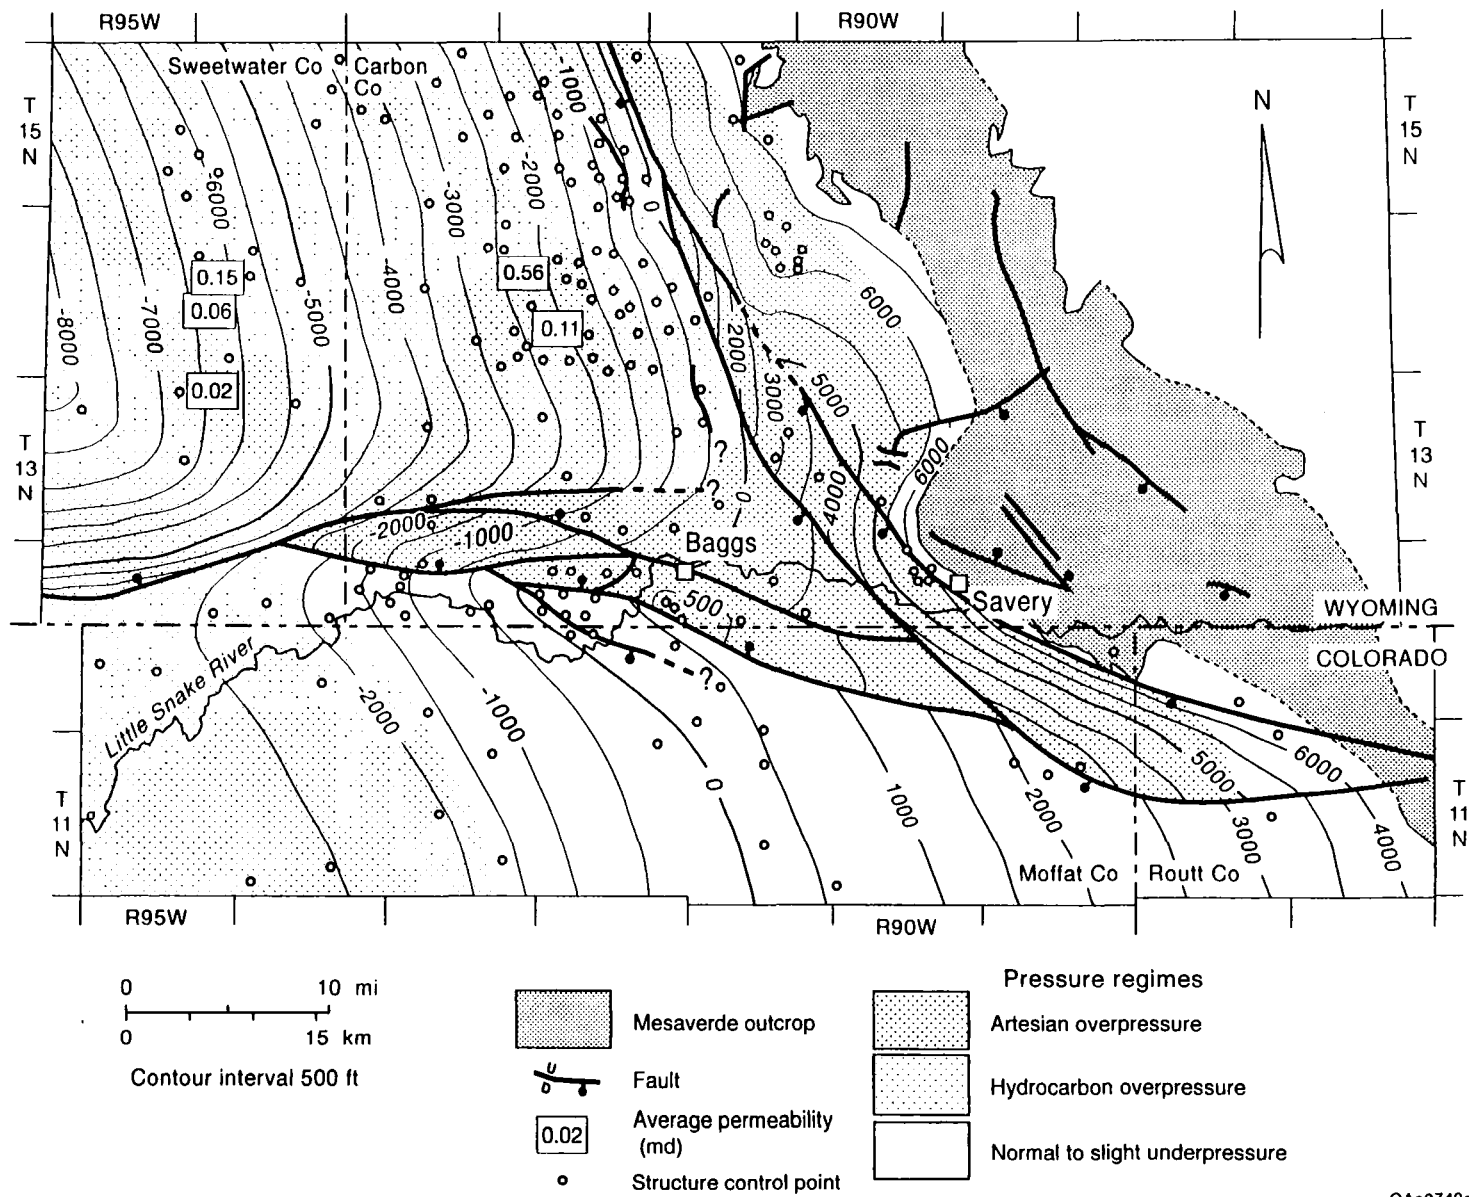 R95W
R90W
Sweetwater Co
Carbon
Co
T
15
N
T
15
N
N
-1000
-2000
-3000
-4000
-5000
-6000
-7000
-8000
0
0.56
0.11
0.15
0.06
0.02
2000
3000
4000
5000
6000
6000
T
13
N
T
13
N
?
?
0
-2000
-1000
Baggs
500
Savery
WYOMING
COLORADO
Little Snake River
?
-2000
-1000
0
1000
2000
3000
4000
5000
6000
T
11
N
T
11
N
Moffat Co
Routt Co
R95W
R90W
0 10 mi
0 15 km
Contour interval 500 ft
Mesaverde outcrop
U
D
Fault
0.02
Average permeability
(md)
Structure control point
Pressure regimes
Artesian overpressure
Hydrocarbon overpressure
Normal to slight underpressure